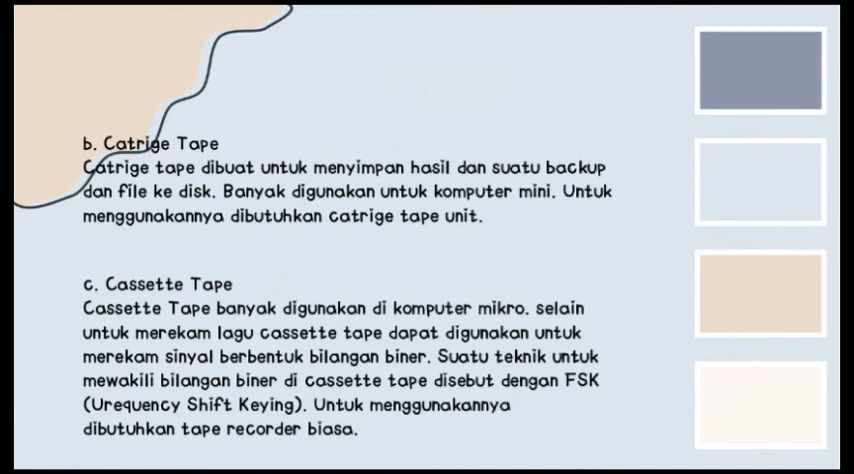 b. Catrige Tape
Catrige tape dibuat untuk menyimpan hasil dan suatu backup
dan file ke disk. Banyak digunakan untuk komputer mini. Untuk
menggunakannya dibutuhkan catrige tape unit.
c. Cassette Tape
Cassette Tape banyak digunakan di komputer mikro. selain
untuk merekam lagu cassette tape dapat digunakan untuk
merekam sinyal berbentuk bilangan biner. Suatu teknik untuk
mewakili bilangan biner di cassette tape disebut dengan FSK
(Urequency Shift Keying). Untuk menggunakannya
dibutuhkan tape recorder biasa.